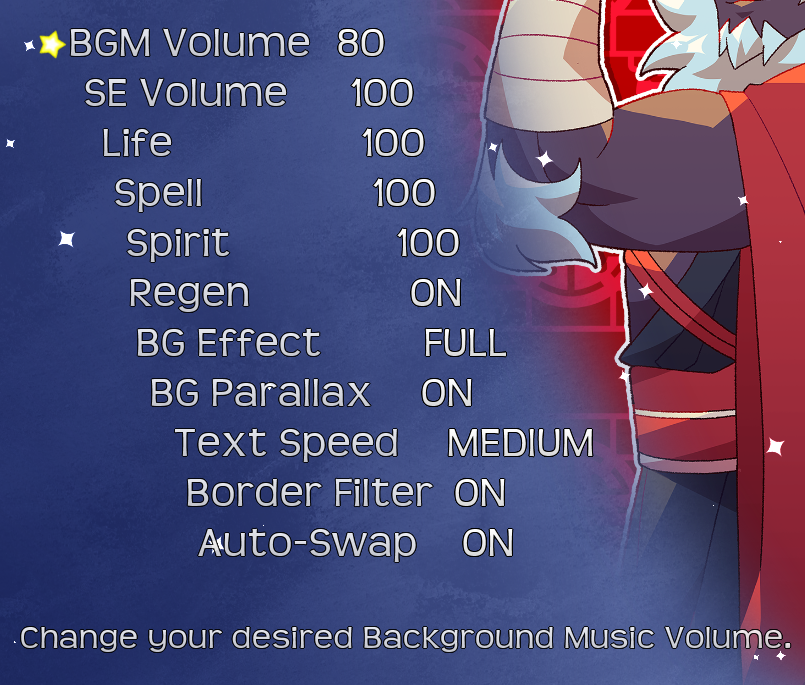 BGM Volume 80
SE Volume 100
Life 100
Spell 100
Spirit 100
Regen ON
BG Effect FULL
BG Parallax ON
Text Speed MEDIUM
Border Filter ON
Auto-Swap ON
Change your desired Background Music Volume.